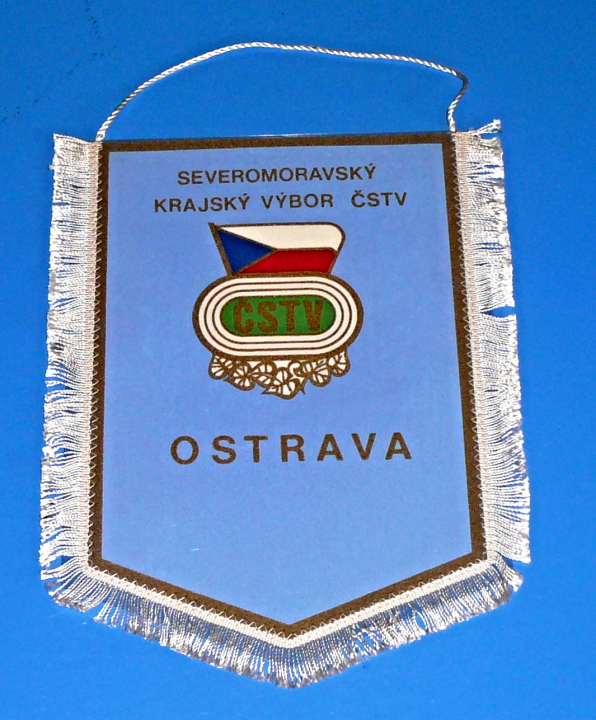 SEVEROMORAVSKÝ
KRAJSKÝ VÝBOR ČSTV
ČSTV
OSTRAVA